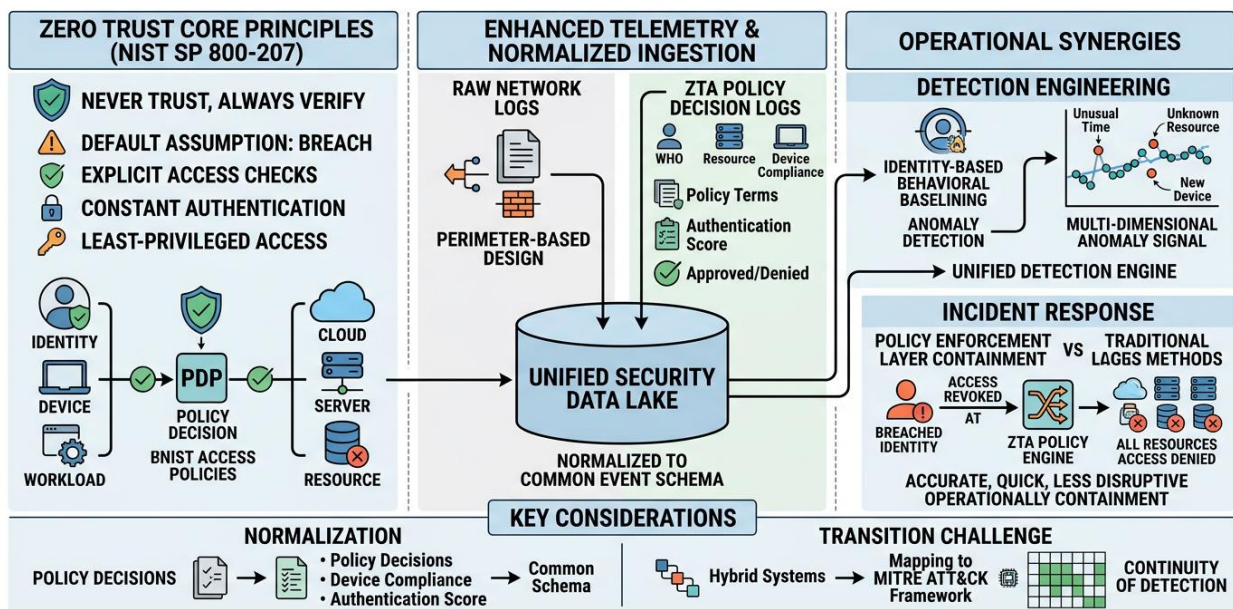 ZERO TRUST CORE PRINCIPLES
(NIST SP 800-207)
NEVER TRUST, ALWAYS VERIFY
DEFAULT ASSUMPTION: BREACH
EXPLICIT ACCESS CHECKS
CONSTANT AUTHENTICATION
LEAST-PRIVILEGED ACCESS
IDENTITY
DEVICE
WORKLOAD
PDP
POLICY
DECISION
BNIST ACCESS
POLICIES
CLOUD
SERVER
RESOURCE
ENHANCED TELEMETRY &
NORMALIZED INGESTION
RAW NETWORK
LOGS
PERIMETER-BASED
DESIGN
ZTA POLICY
DECISION LOGS
WHO
Resource
Device
Compliance
Policy Terms
Authentication
Score
Approved/Denied
UNIFIED SECURITY
DATA LAKE
NORMALIZED TO
COMMON EVENT SCHEMA
OPERATIONAL SYNERGIES
DETECTION ENGINEERING
IDENTITY-BASED
BEHAVIORAL
BASELINING
ANOMALY
DETECTION
Unusual
Time
Unknown
Resource
New
Device
MULTI-DIMENSIONAL
ANOMALY SIGNAL
UNIFIED DETECTION ENGINE
INCIDENT RESPONSE
POLICY ENFORCEMENT
LAYER CONTAINMENT
VS
TRADITIONAL
METHODS
BREACHED
IDENTITY
ACCESS
REVOKED
AT
ZTA POLICY
ENGINE
ALL RESOURCES
ACCESS DENIED
ACCURATE, QUICK, LESS DISRUPTIVE
OPERATIONALLY CONTAINMENT
KEY CONSIDERATIONS
NORMALIZATION
POLICY DECISIONS
• Policy Decisions
• Device Compliance
• Authentication Score
Common
Schema
TRANSITION CHALLENGE
Hybrid Systems
Mapping to
MITRE ATT&CK
Framework
CONTINUITY
OF DETECTION